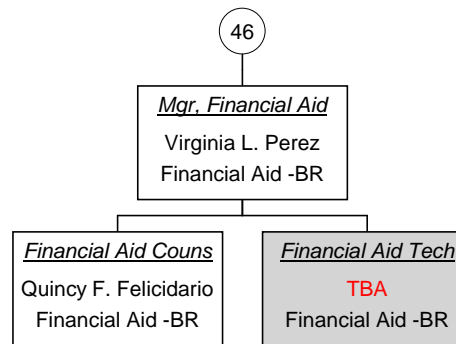 46
Mgr, Financial Aid
Virginia L. Perez
Financial Aid -BR
Financial Aid Couns
Quincy F. Felicidario
Financial Aid -BR
Financial Aid Tech
TBA
Financial Aid -BR